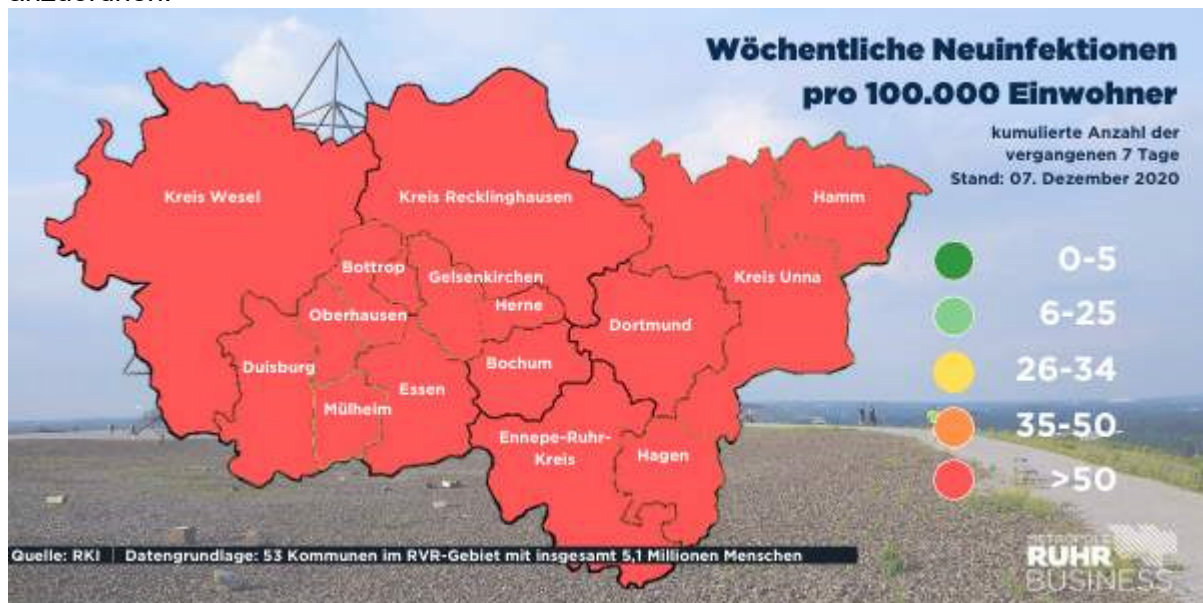 anzuordnen.
Wöchentliche Neuinfektionen
pro 100.000 Einwohner
kumulierte Anzahl der
vergangenen 7 Tage
Stand: 07. Dezember 2020
Kreis Wesel
Kreis Recklinghausen
Hamm
Bottrop
Gelsenkirchen
Kreis Unna
Herne
Oberhausen
Dortmund
Duisburg
Bochum
Essen
Mülheim
Ennepe-Ruhr-
Kreis
Hagen
0-5
6-25
26-34
35-50
>50
Quelle: RKI | Datengrundlage: 53 Kommunen im RVR-Gebiet mit insgesamt 5,1 Millionen Menschen
METROPOLE
RUHR
BUSINESS